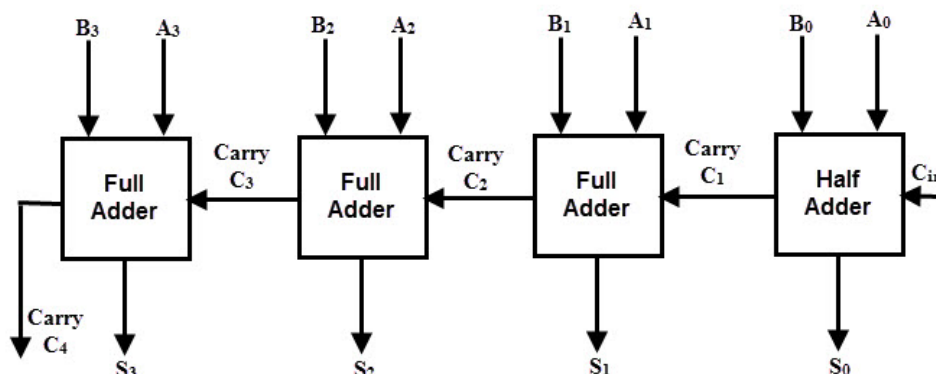 B₃ A₃ B₂ A₂ B₁ A₁ B₀ A₀
Carry C₃
Carry C₂
Carry C₁
Full Adder
Full Adder
Full Adder
Half Adder
Carry C₄
S₃ S₂ S₁ S₀